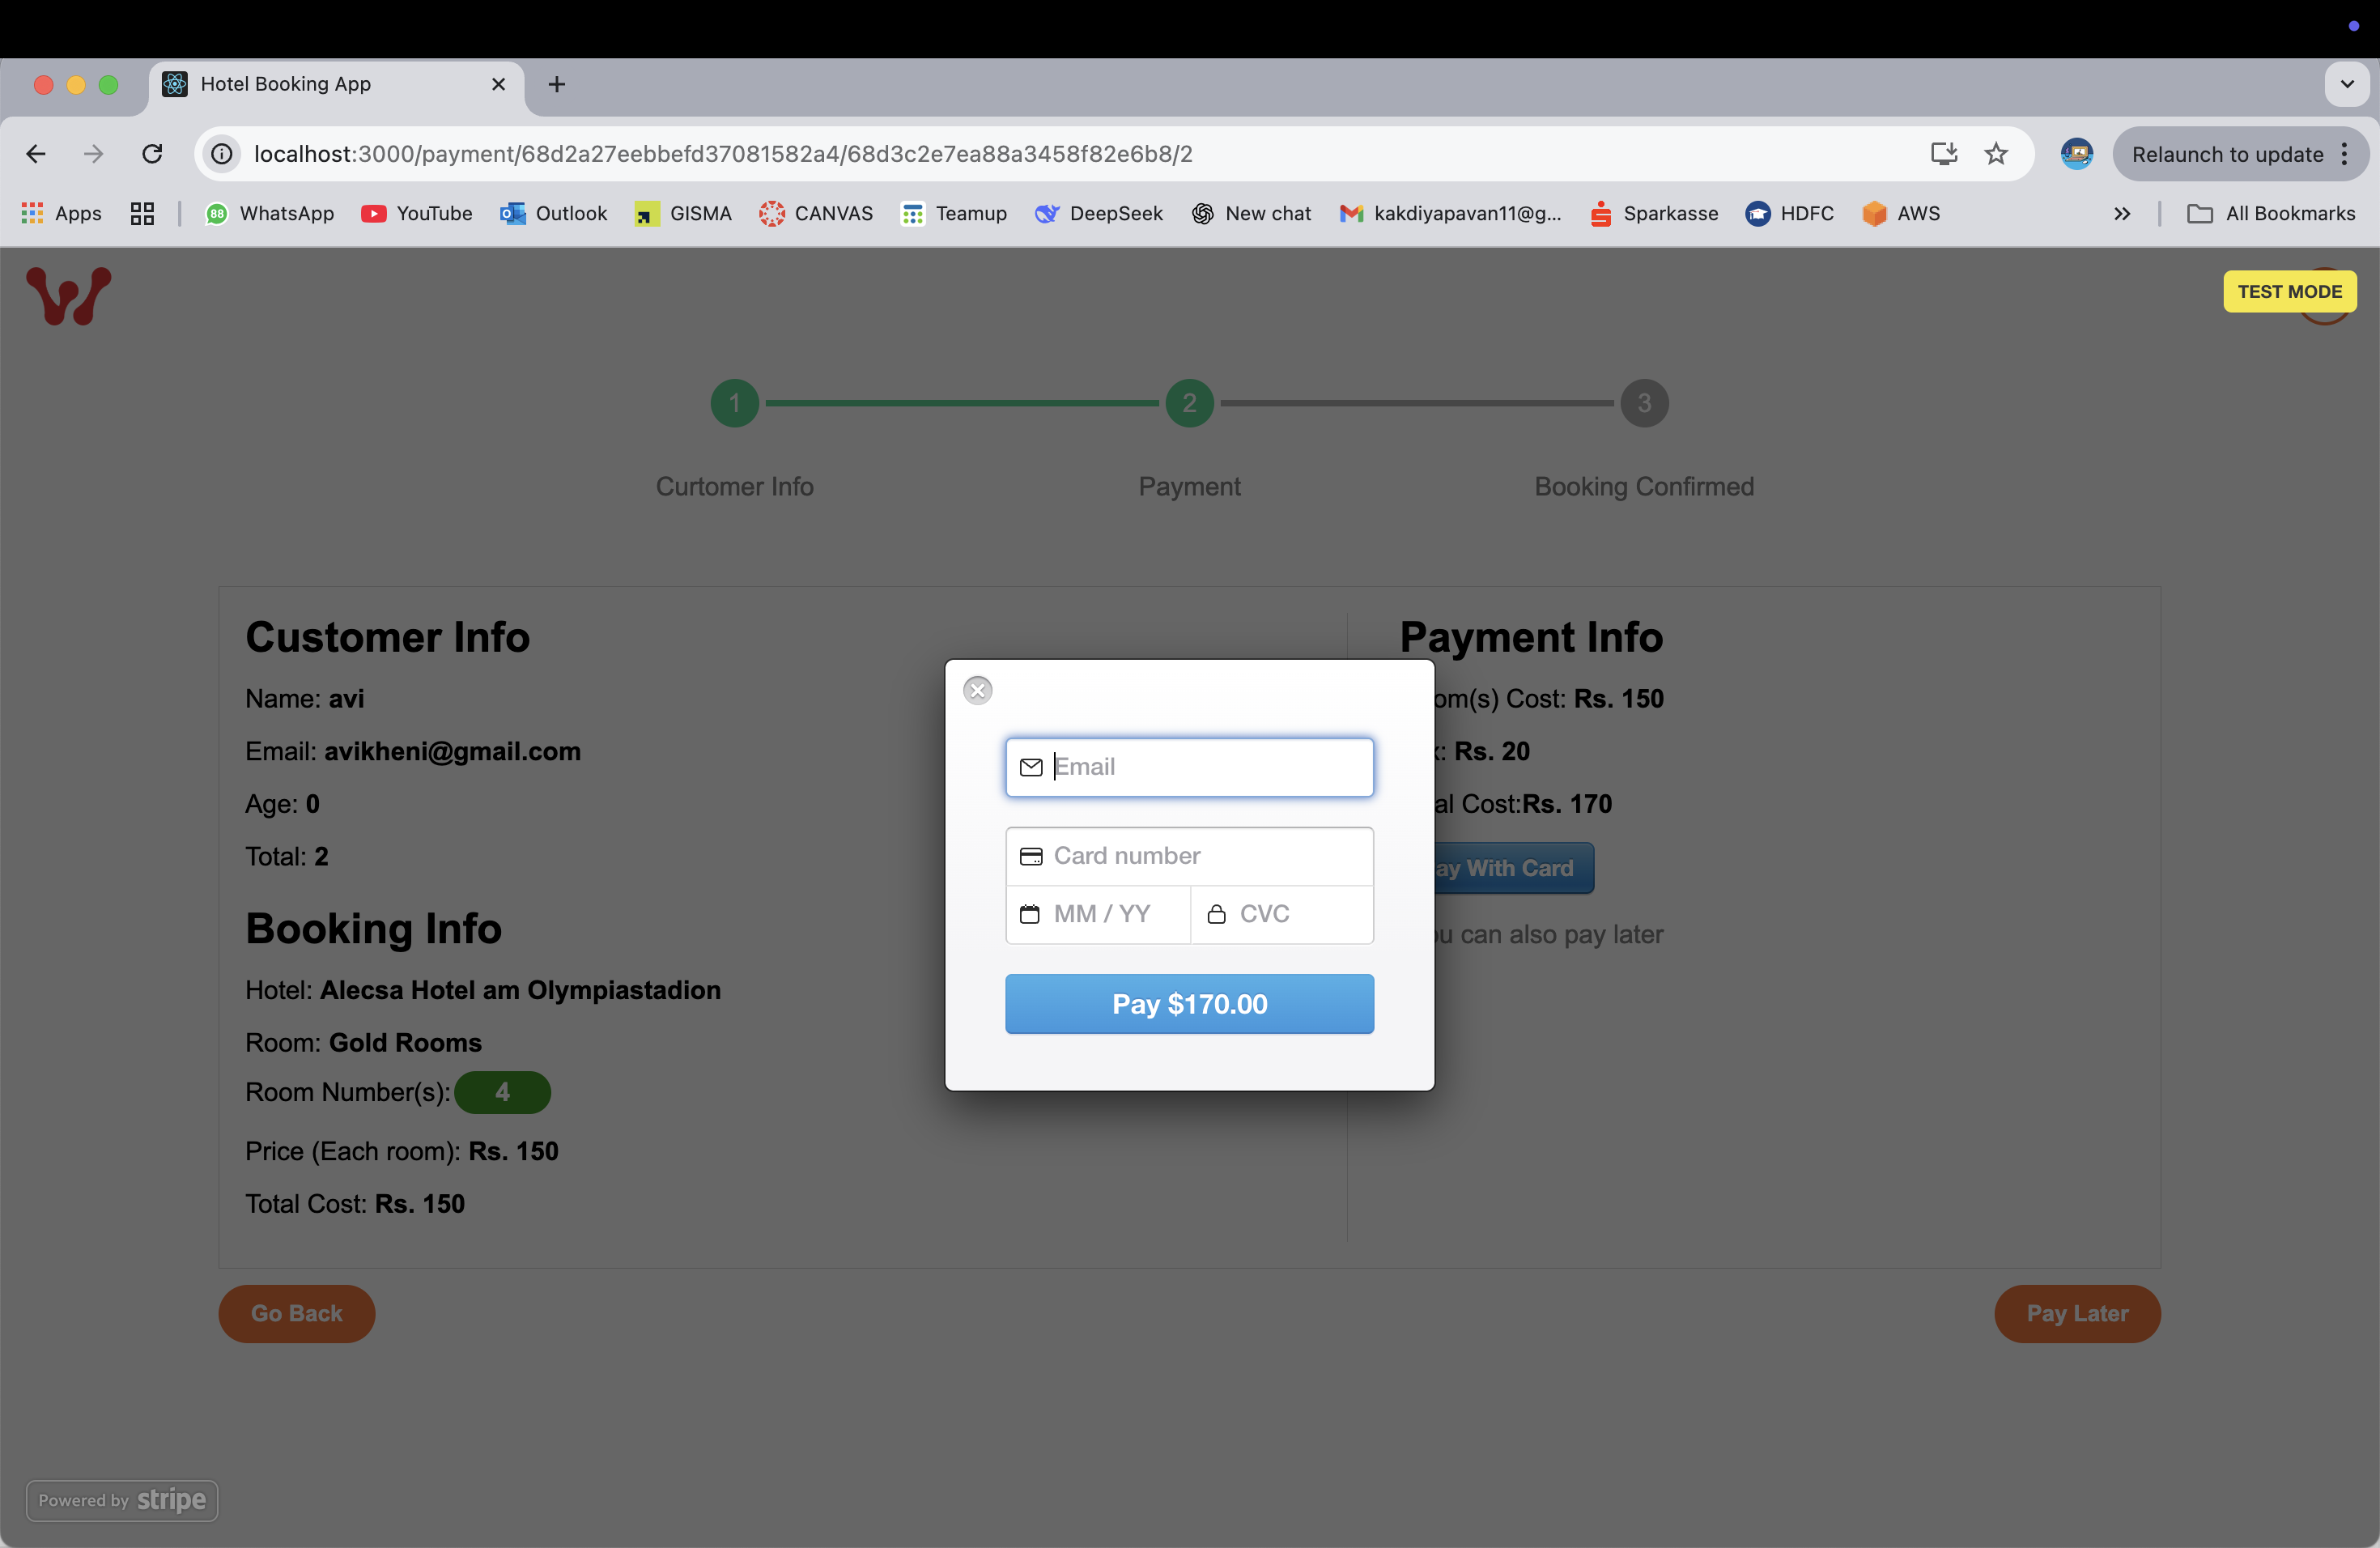 Hotel Booking App
localhost:3000/payment/68d2a27eebbefd37081582a4/68d3c2e7ea88a3458f82e6b8/2
Relaunch to update
Apps
88
WhatsApp
YouTube
Outlook
GISMA
CANVAS
Teamup
DeepSeek
New chat
kakdiyapavan11@g...
Sparkasse
HDFC
AWS
All Bookmarks
TEST MODE
1
2
3
Curtomer Info
Payment
Booking Confirmed
Customer Info
Name: avi
Email: avikheni@gmail.com
Age: 0
Total: 2
Booking Info
Hotel: Alecsa Hotel am Olympiastadion
Room: Gold Rooms
Room Number(s): 4
Price (Each room): Rs. 150
Total Cost: Rs. 150
Email
Card number
MM / YY
CVC
Pay $170.00
Payment Info
om(s) Cost: Rs. 150
: Rs. 20
al Cost:Rs. 170
ay With Card
u can also pay later
Go Back
Pay Later
Powered by stripe